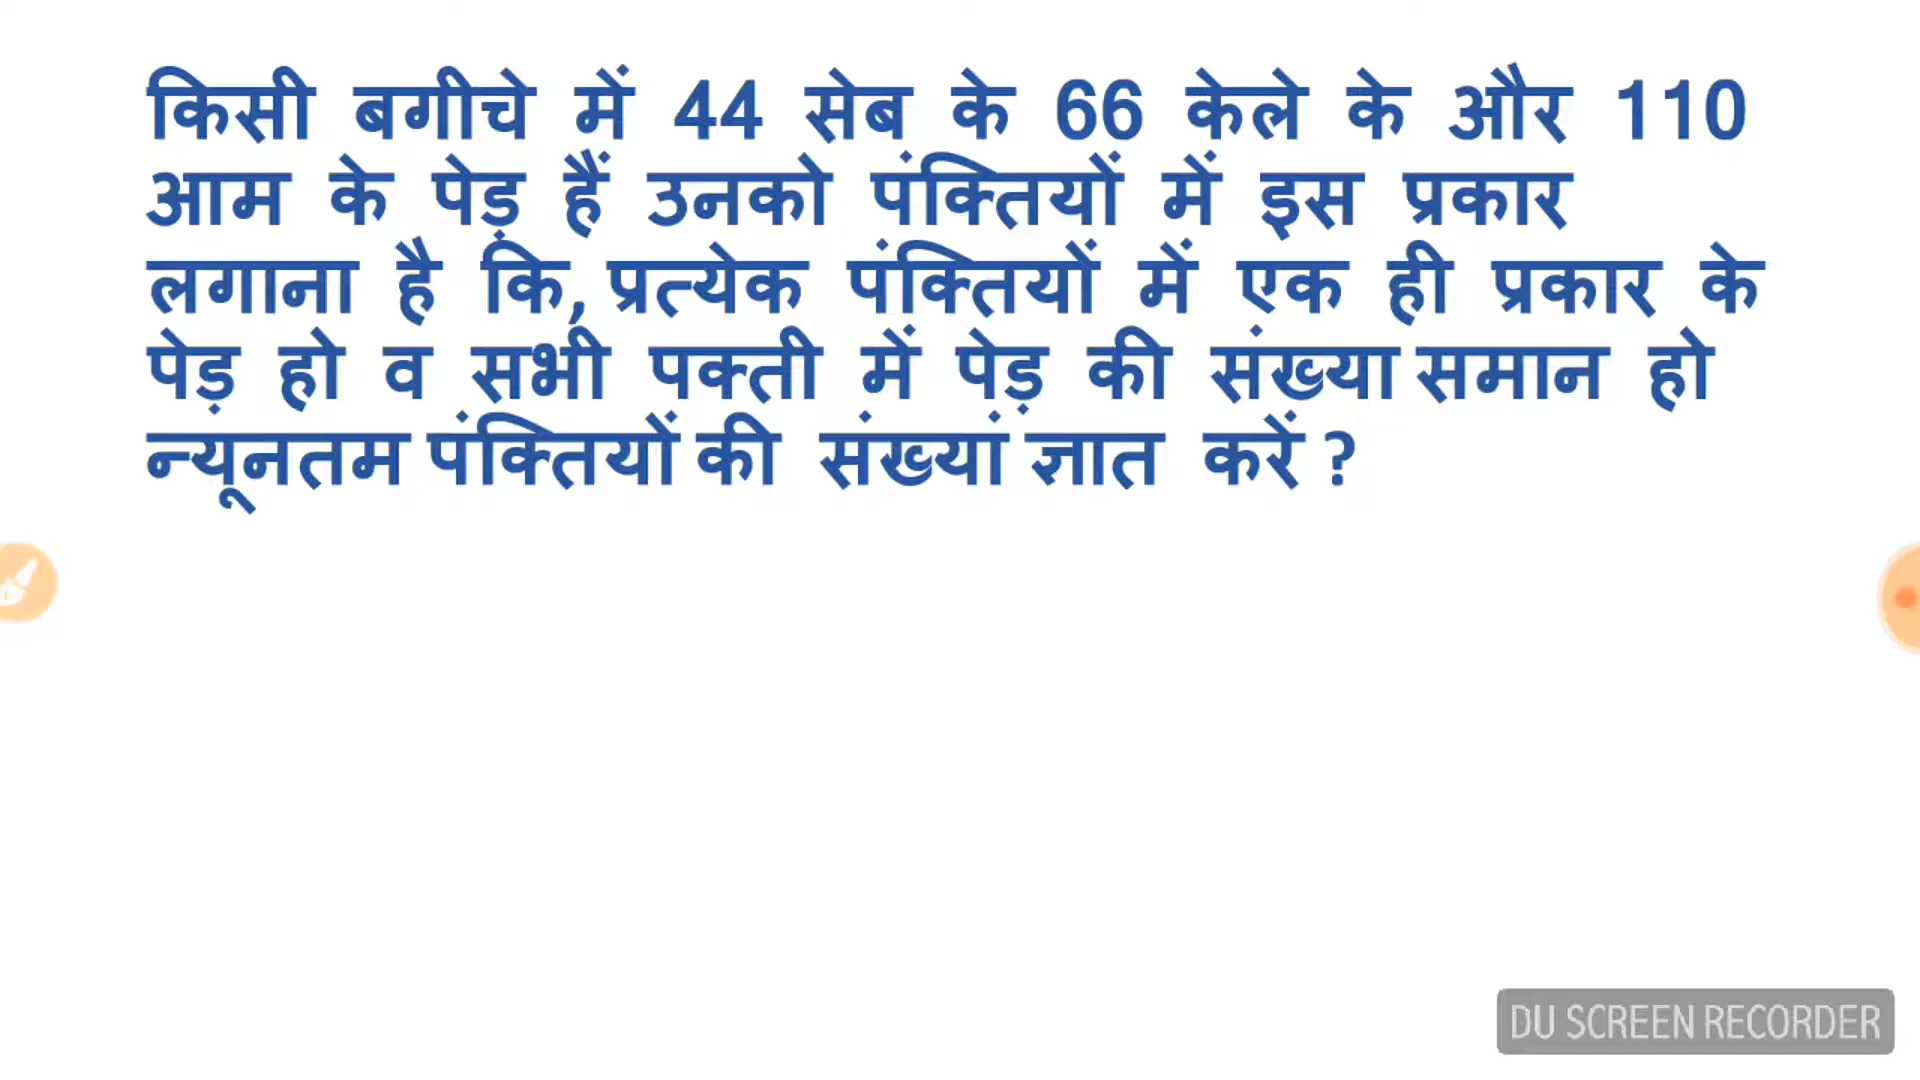 किसी बगीचे में 44 सेब के 66 केले के और 110
आम के पेड़ हैं उनको पंक्तियों में इस प्रकार
लगाना है कि, प्रत्येक पंक्तियों में एक ही प्रकार के
पेड़ हो व सभी पक्ती में पेड़ की संख्या समान हो
न्यूनतम पंक्तियों की संख्यां ज्ञात करें ?
DU SCREEN RECORDER